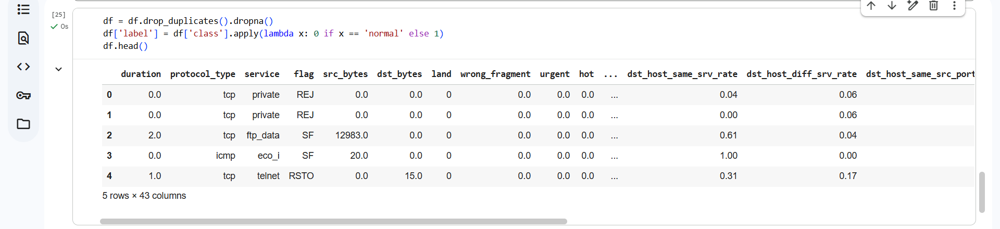 [25]
0s
df = df.drop_duplicates().dropna()
df['label'] = df['class'].apply(lambda x: 0 if x == 'normal' else 1)
df.head()
duration protocol_type service flag src_bytes dst_bytes land wrong_fragment urgent hot ... dst_host_same_srv_rate dst_host_diff_srv_rate dst_host_same_src_port
0 0.0 tcp private REJ 0.0 0.0 0 0.0 0.0 0.0 ... 0.04 0.06
1 0.0 tcp private REJ 0.0 0.0 0 0.0 0.0 0.0 ... 0.00 0.06
2 2.0 tcp ftp_data SF 12983.0 0.0 0 0.0 0.0 0.0 ... 0.61 0.04
3 0.0 icmp eco_i SF 20.0 0.0 0 0.0 0.0 0.0 ... 1.00 0.00
4 1.0 tcp telnet RSTO 0.0 15.0 0 0.0 0.0 0.0 ... 0.31 0.17
5 rows × 43 columns